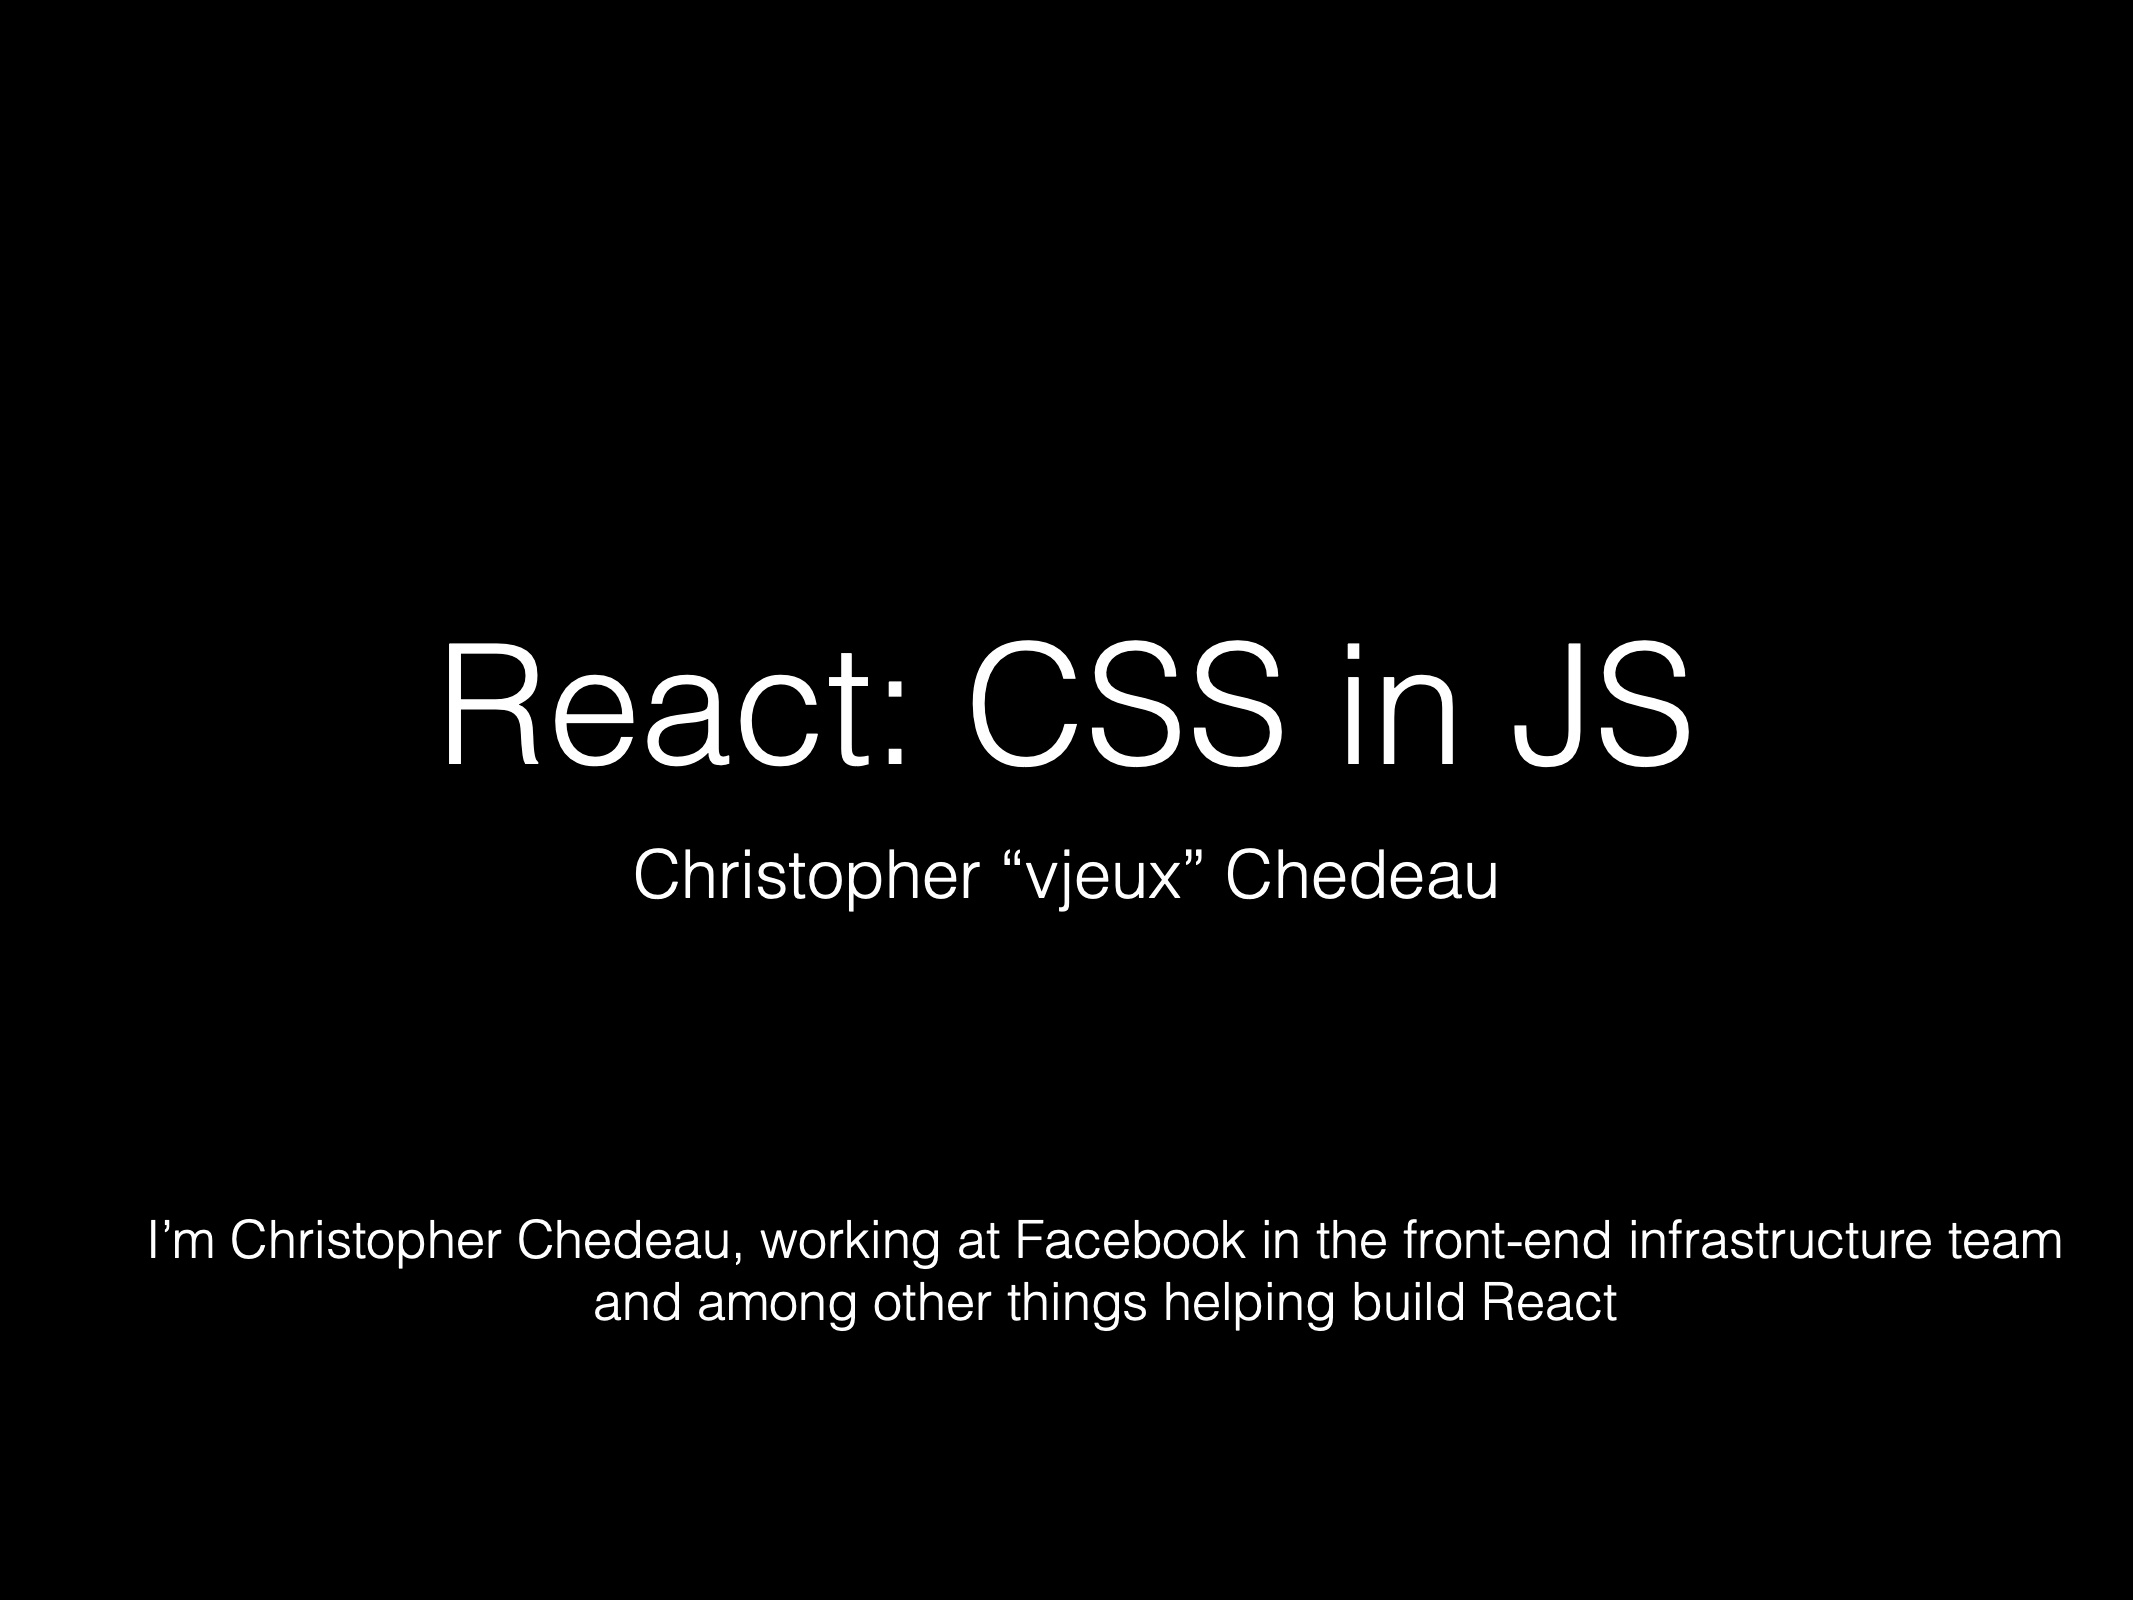 React: CSS in JS
Christopher “vjeux” Chedeau
I’m Christopher Chedeau, working at Facebook in the front-end infrastructure team
and among other things helping build React